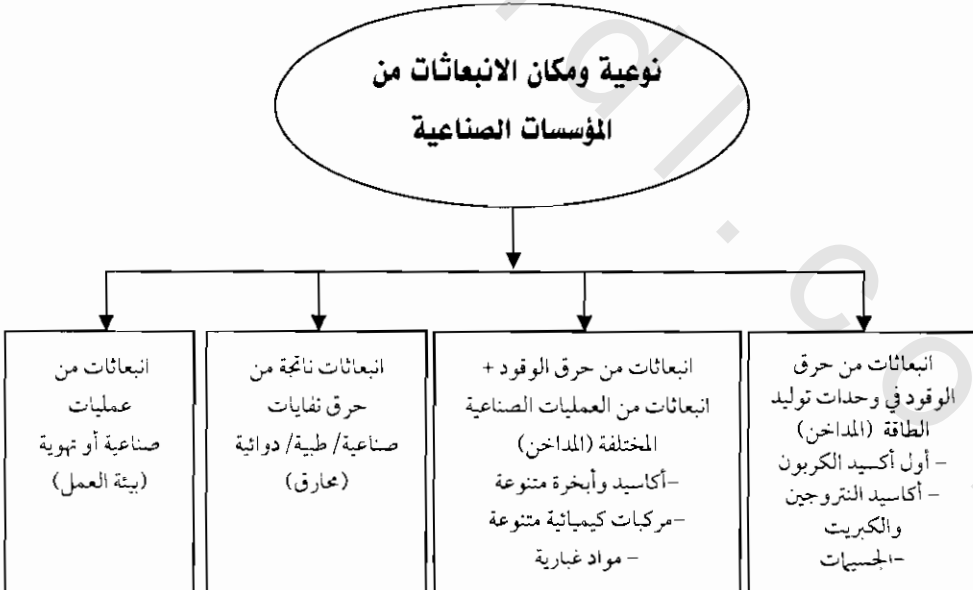 نوعية ومكان الانبعاثات من
المؤسسات الصناعية
انبعاثات من حرق
الوقود في وحدات توليد
الطاقة (المداخن)
– أول أكسيد الكربون
– أكاسيد النتروجين
والكبريت
–الجسيمات
انبعاثات من حرق الوقود +
انبعاثات من العمليات الصناعية
المختلفة (المداخن)
–أكاسيد وأبخرة متنوعة
–مركبات كيميائية متنوعة
– مواد غبارية
انبعاثات ناتجة من
حرق نفايات
صناعية/ طبية/ دوائية
(محارق)
انبعاثات من
عمليات
صناعية أو تهوية
(بيئة العمل)